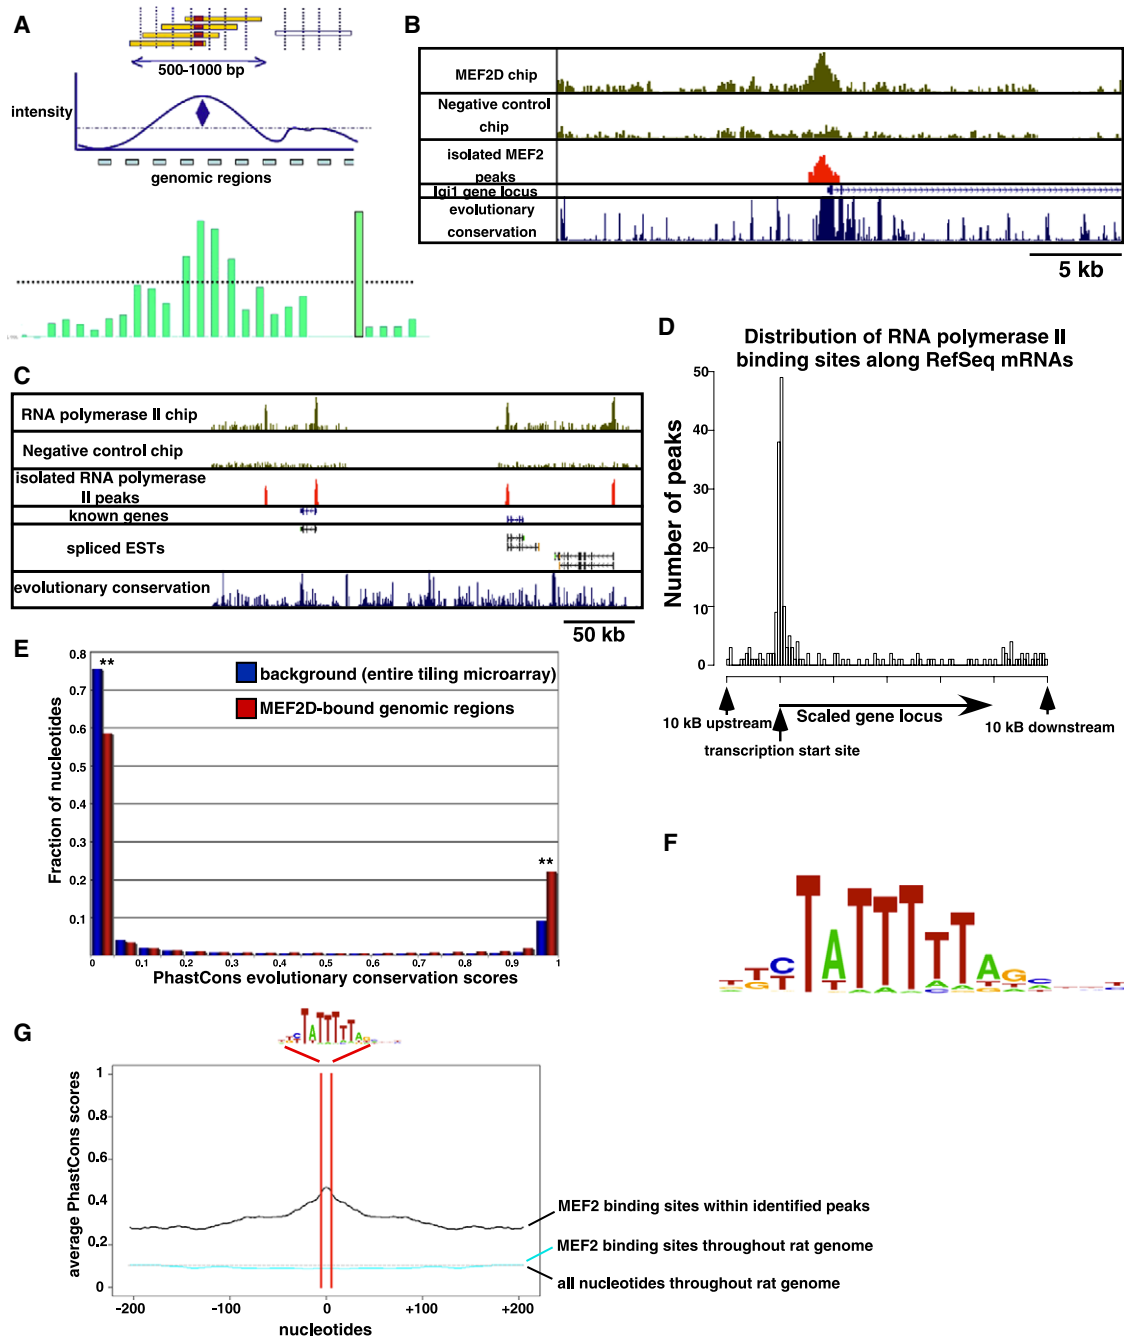 A
500-1000 bp
intensity
genomic regions
B
MEF2D chip
Negative control
chip
isolated MEF2
peaks
lgi1 gene locus
evolutionary
conservation
5 kb
C
RNA polymerase II chip
Negative control chip
isolated RNA polymerase
II peaks
known genes
spliced ESTs
evolutionary conservation
50 kb
D
Distribution of RNA polymerase II
binding sites along RefSeq mRNAs
Number of peaks
50
40
30
20
10
0
10 kB upstream
Scaled gene locus
10 kB downstream
transcription start site
E
Fraction of nucleotides
0.8
0.7
0.6
0.5
0.4
0.3
0.2
0.1
**
background (entire tiling microarray)
MEF2D-bound genomic regions
**
0 0.1 0.2 0.3 0.4 0.5 0.6 0.7 0.8 0.9 1
PhastCons evolutionary conservation scores
F
TCTATTTTTAG
G
TCTATTTTTAG
average PhastCons scores
1
0.8
0.6
0.4
0.2
0
-200 -100 0 +100 +200
nucleotides
MEF2 binding sites within identified peaks
MEF2 binding sites throughout rat genome
all nucleotides throughout rat genome